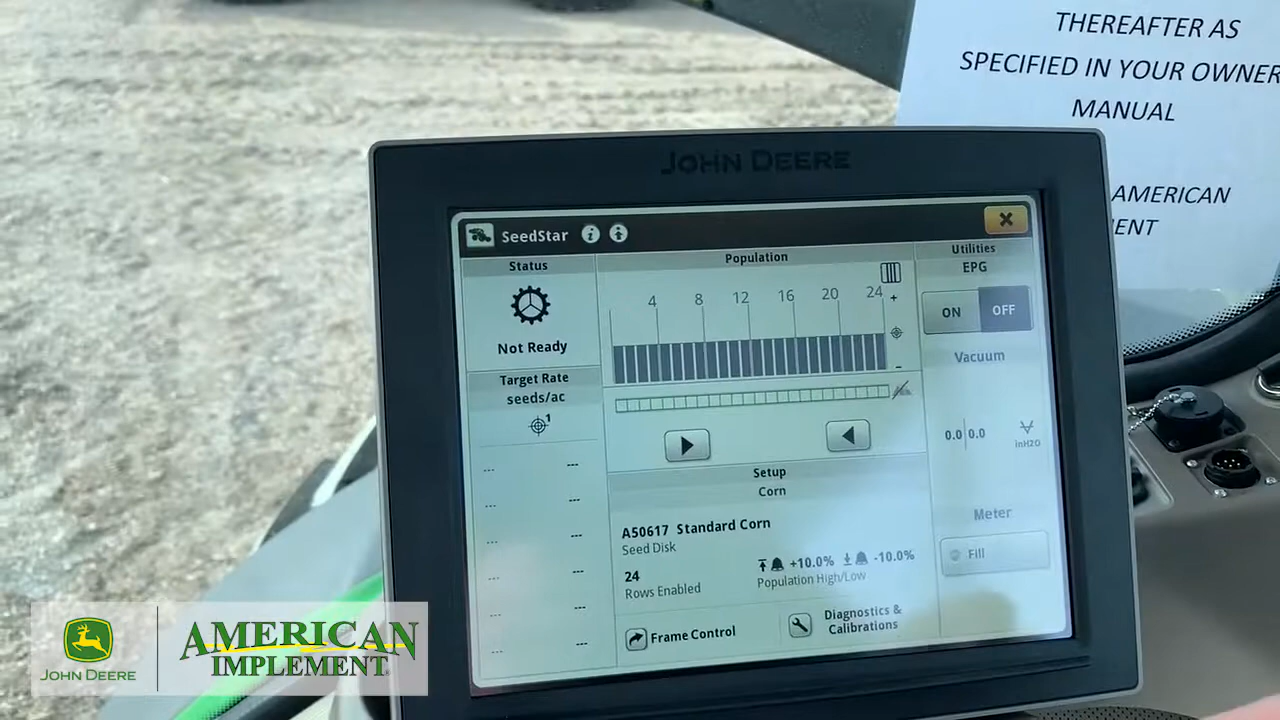 THEREAFTER AS
SPECIFIED IN YOUR OWNER
MANUAL
AMERICAN
ENT
JOHN DEERE
SeedStar
Status
Not Ready
Target Rate
seeds/ac
1
--- ---
--- ---
--- ---
--- ---
--- ---
--- ---
Population
4 8 12 16 20 24
+
-
Setup
Corn
A50617 Standard Corn
Seed Disk
24
Rows Enabled
+10.0% -10.0%
Population High/Low
Frame Control
Diagnostics &
Calibrations
Utilities
EPG
ON OFF
Vacuum
0.0 0.0
inH2O
Meter
Fill
JOHN DEERE
AMERICAN
IMPLEMENT